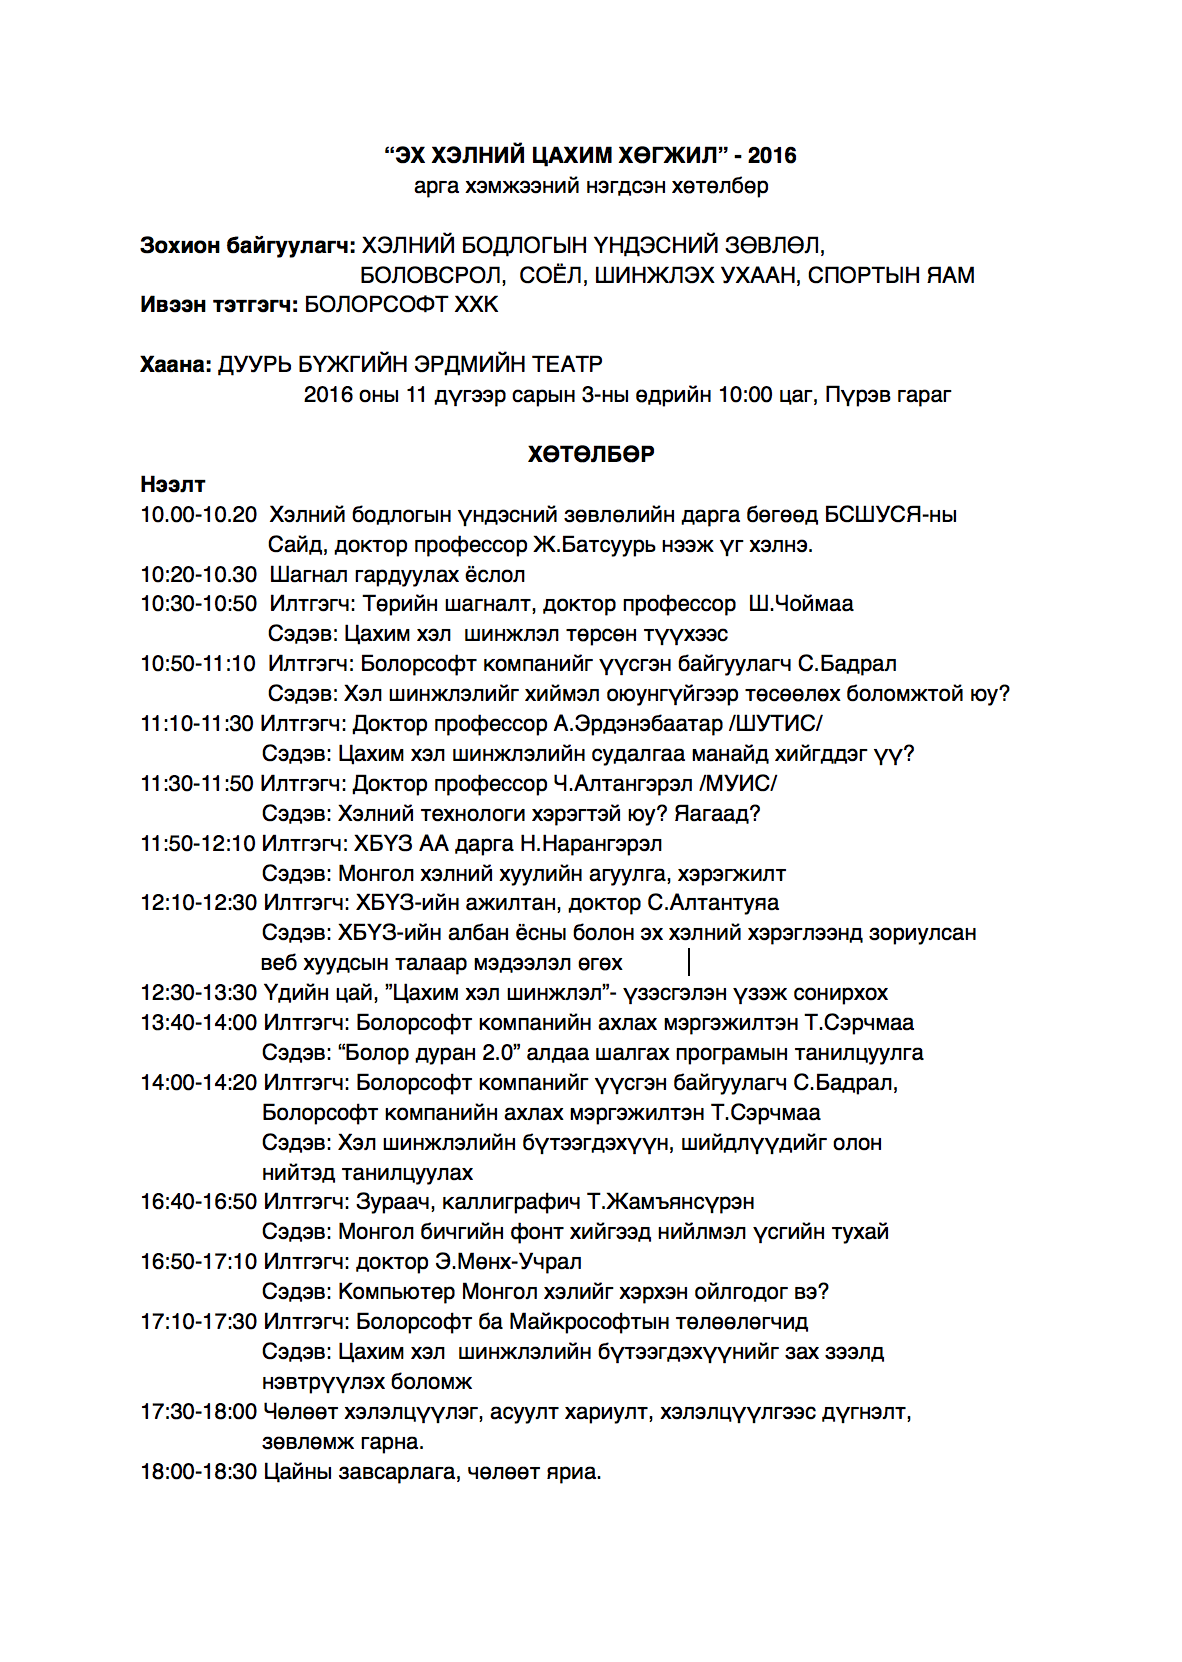 “ЭХ ХЭЛНИЙ ЦАХИМ ХӨГЖИЛ” - 2016
арга хэмжээний нэгдсэн хөтөлбөр
Зохион байгуулагч: ХЭЛНИЙ БОДЛОГЫН ҮНДЭСНИЙ ЗӨВЛӨЛ,
БОЛОВСРОЛ, СОЁЛ, ШИНЖЛЭХ УХААН, СПОРТЫН ЯАМ
Ивээн тэтгэгч: БОЛОРСОФТ ХХК
Хаана: ДУУРЬ БҮЖГИЙН ЭРДМИЙН ТЕАТР
2016 оны 11 дүгээр сарын 3-ны өдрийн 10:00 цаг, Пүрэв гараг
ХӨТӨЛБӨР
Нээлт
10.00-10.20 Хэлний бодлогын үндэсний зөвлөлийн дарга бөгөөд БСШУСЯ-ны
Сайд, доктор профессор Ж.Батсуурь нээж үг хэлнэ.
10:20-10.30 Шагнал гардуулах ёслол
10:30-10:50 Илтгэгч: Төрийн шагналт, доктор профессор Ш.Чоймаа
Сэдэв: Цахим хэл шинжлэл төрсөн түүхээс
10:50-11:10 Илтгэгч: Болорсофт компанийг үүсгэн байгуулагч С.Бадрал
Сэдэв: Хэл шинжлэлийг хиймэл оюунгүйгээр төсөөлөх боломжтой юу?
11:10-11:30 Илтгэгч: Доктор профессор А.Эрдэнэбаатар /ШУТИС/
Сэдэв: Цахим хэл шинжлэлийн судалгаа манайд хийгддэг үү?
11:30-11:50 Илтгэгч: Доктор профессор Ч.Алтангэрэл /МУИС/
Сэдэв: Хэлний технологи хэрэгтэй юу? Яагаад?
11:50-12:10 Илтгэгч: ХБҮЗ АА дарга Н.Нарангэрэл
Сэдэв: Монгол хэлний хуулийн агуулга, хэрэгжилт
12:10-12:30 Илтгэгч: ХБҮЗ-ийн ажилтан, доктор С.Алтантуяа
Сэдэв: ХБҮЗ-ийн албан ёсны болон эх хэлний хэрэглээнд зориулсан
веб хуудсын талаар мэдээлэл өгөх
12:30-13:30 Үдийн цай, ”Цахим хэл шинжлэл”- үзэсгэлэн үзэж сонирхох
13:40-14:00 Илтгэгч: Болорсофт компанийн ахлах мэргэжилтэн Т.Сэрчмаа
Сэдэв: “Болор дуран 2.0” алдаа шалгах програмын танилцуулга
14:00-14:20 Илтгэгч: Болорсофт компанийг үүсгэн байгуулагч С.Бадрал,
Болорсофт компанийн ахлах мэргэжилтэн Т.Сэрчмаа
Сэдэв: Хэл шинжлэлийн бүтээгдэхүүн, шийдлүүдийг олон
нийтэд танилцуулах
16:40-16:50 Илтгэгч: Зураач, каллиграфич Т.Жамъянсүрэн
Сэдэв: Монгол бичгийн фонт хийгээд нийлмэл үсгийн тухай
16:50-17:10 Илтгэгч: доктор Э.Мөнх-Учрал
Сэдэв: Компьютер Монгол хэлийг хэрхэн ойлгодог вэ?
17:10-17:30 Илтгэгч: Болорсофт ба Майкрософтын төлөөлөгчид
Сэдэв: Цахим хэл шинжлэлийн бүтээгдэхүүнийг зах зээлд
нэвтрүүлэх боломж
17:30-18:00 Чөлөөт хэлэлцүүлэг, асуулт хариулт, хэлэлцүүлгээс дүгнэлт,
зөвлөмж гарна.
18:00-18:30 Цайны завсарлага, чөлөөт яриа.